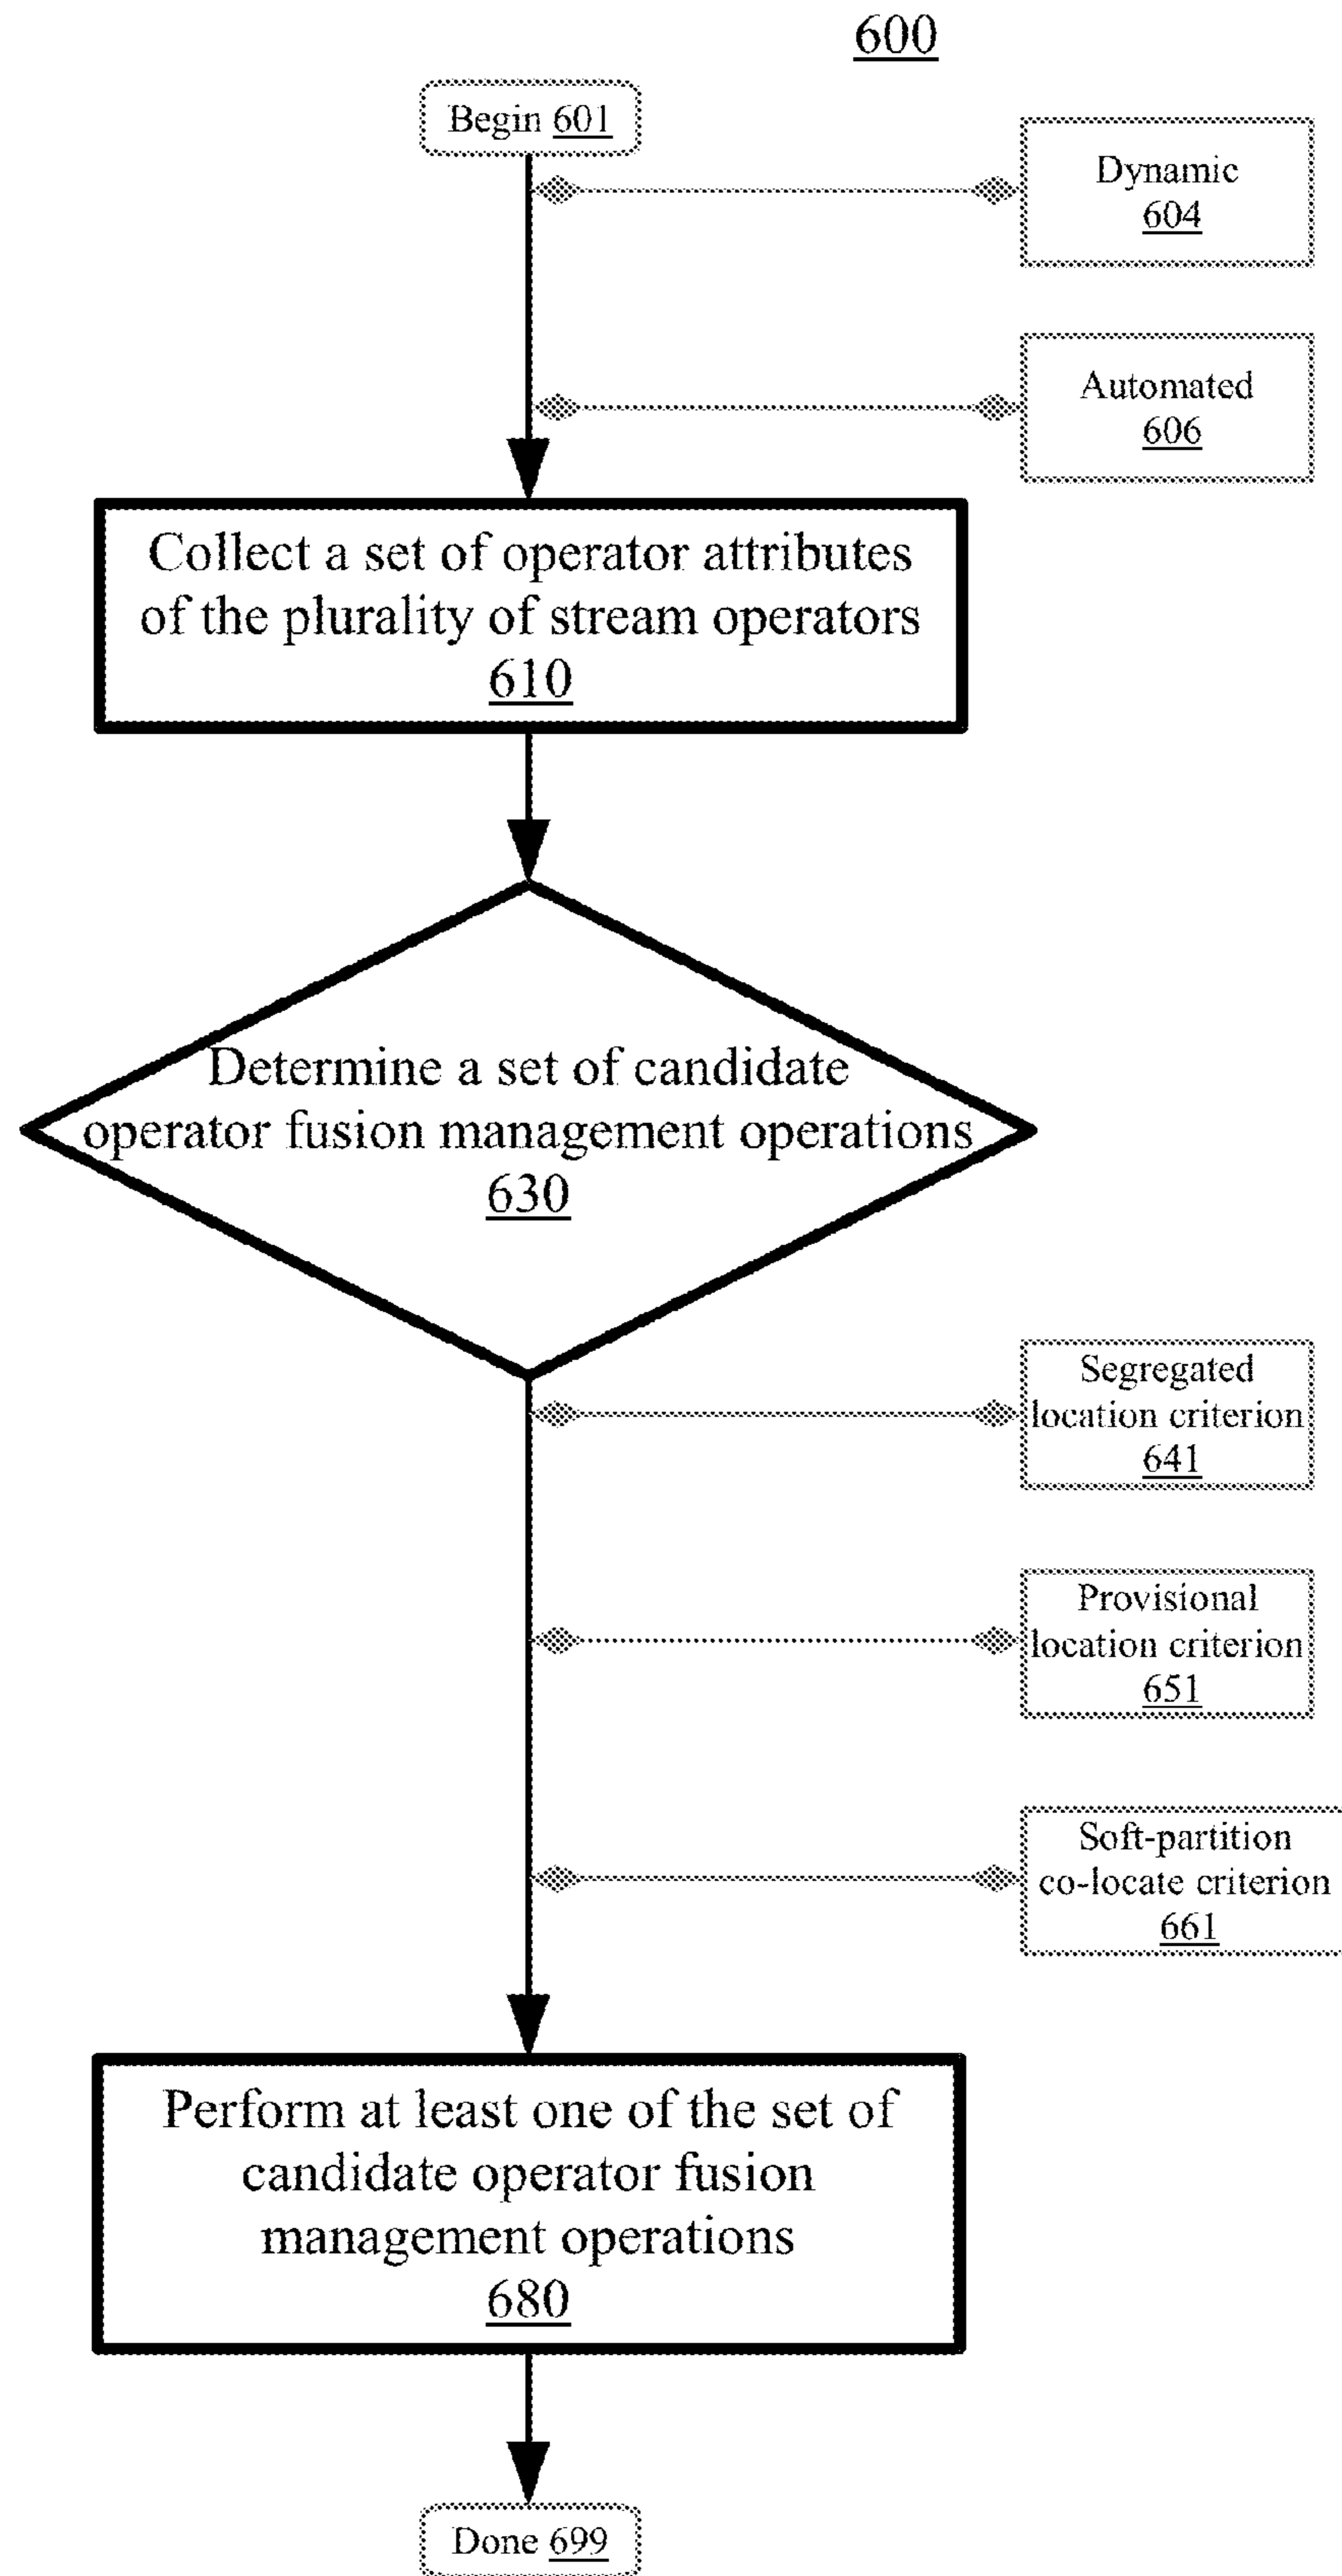 600
Begin 601
Dynamic
604
Automated
606
Collect a set of operator attributes
of the plurality of stream operators
610
Determine a set of candidate
operator fusion management operations
630
Segregated
location criterion
641
Provisional
location criterion
651
Soft-partition
co-locate criterion
661
Perform at least one of the set of
candidate operator fusion
management operations
680
Done 699